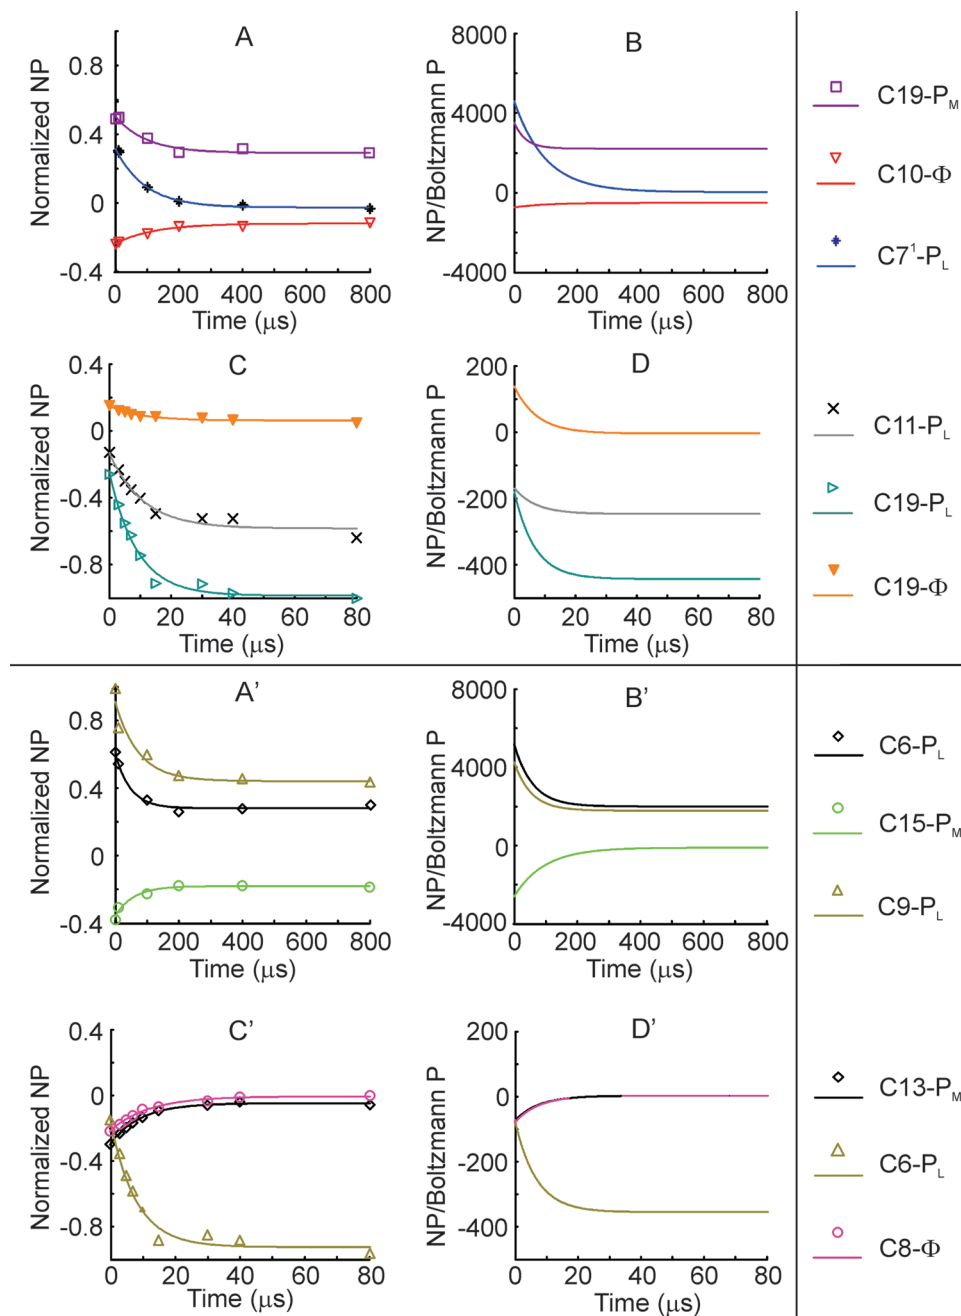 A
Normalized NP
0.8
0.4
0
-0.4
0 200 400 600 800
Time (μs)
B
NP/Boltzmann P
8000
4000
0
-4000
0 200 400 600 800
Time (μs)
C19-PM
C10-Φ
C7¹-PL
C
Normalized NP
0.4
0
-0.4
-0.8
0 20 40 60 80
Time (μs)
D
NP/Boltzmann P
200
0
-200
-400
0 20 40 60 80
Time (μs)
C11-PL
C19-PL
C19-Φ
A’
Normalized NP
0.8
0.4
0
-0.4
0 200 400 600 800
Time (μs)
B’
NP/Boltzmann P
8000
4000
0
-4000
0 200 400 600 800
Time (μs)
C6-PL
C15-PM
C9-PL
C’
Normalized NP
0.4
0
-0.4
-0.8
0 20 40 60 80
Time (μs)
D’
NP/Boltzmann P
200
0
-200
-400
0 20 40 60 80
Time (μs)
C13-PM
C6-PL
C8-Φ